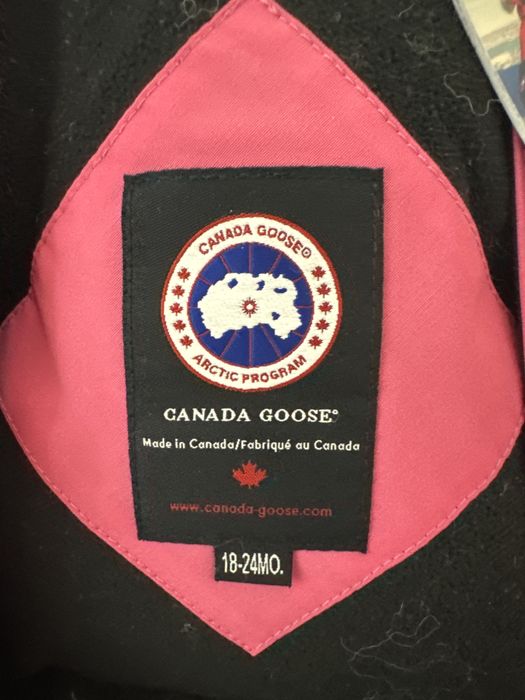 CANADA GOOSE®
ARCTIC PROGRAM
CANADA GOOSE®
Made in Canada/Fabriqué au Canada
www.canada-goose.com
18-24MO.